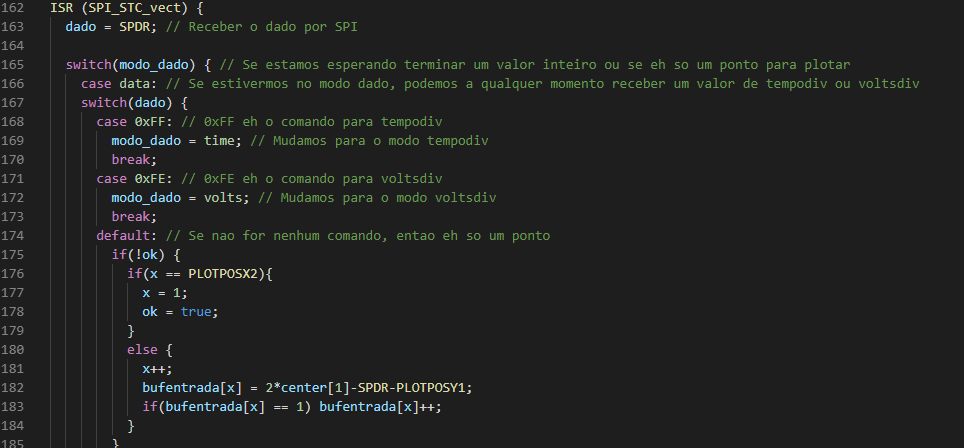 162 ISR (SPI_STC_vect) {
163 dado = SPDR; // Receber o dado por SPI
164
165 switch(modo_dado) { // Se estamos esperando terminar um valor inteiro ou se eh so um ponto para plotar
166 case data: // Se estivermos no modo dado, podemos a qualquer momento receber um valor de tempodiv ou voltsdiv
167 switch(dado) {
168 case 0xFF: // 0xFF eh o comando para tempodiv
169 modo_dado = time; // Mudamos para o modo tempodiv
170 break;
171 case 0xFE: // 0xFE eh o comando para voltsdiv
172 modo_dado = volts; // Mudamos para o modo voltsdiv
173 break;
174 default: // Se nao for nenhum comando, entao eh so um ponto
175 if(!ok) {
176 if(x == PLOTPOSX2){
177 x = 1;
178 ok = true;
179 }
180 else {
181 x++;
182 bufentrada[x] = 2*center[1]-SPDR-PLOTPOSY1;
183 if(bufentrada[x] == 1) bufentrada[x]++;
184 }
185 }